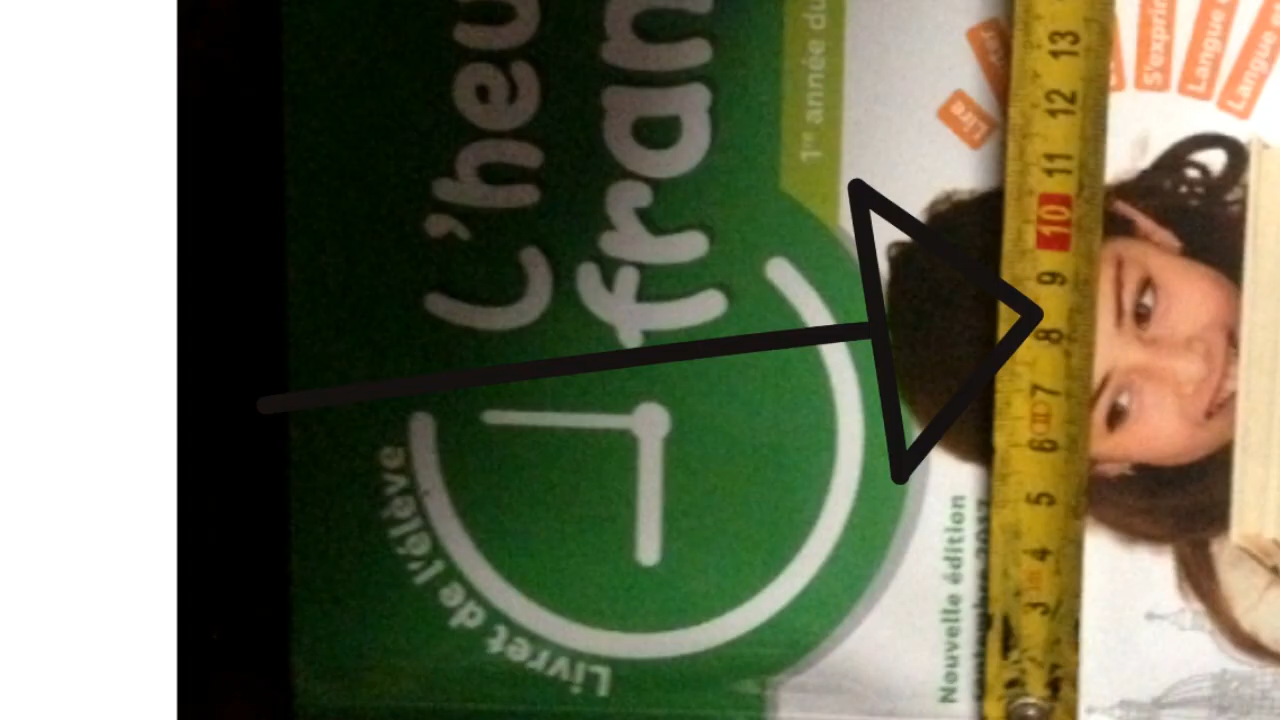 L'heu
fran
1re année du
Livret de l'élève
Nouvelle édition
Lire
S'exprim
Langue
Langue
13
12
11
10
9
8
7
6
5
4
3